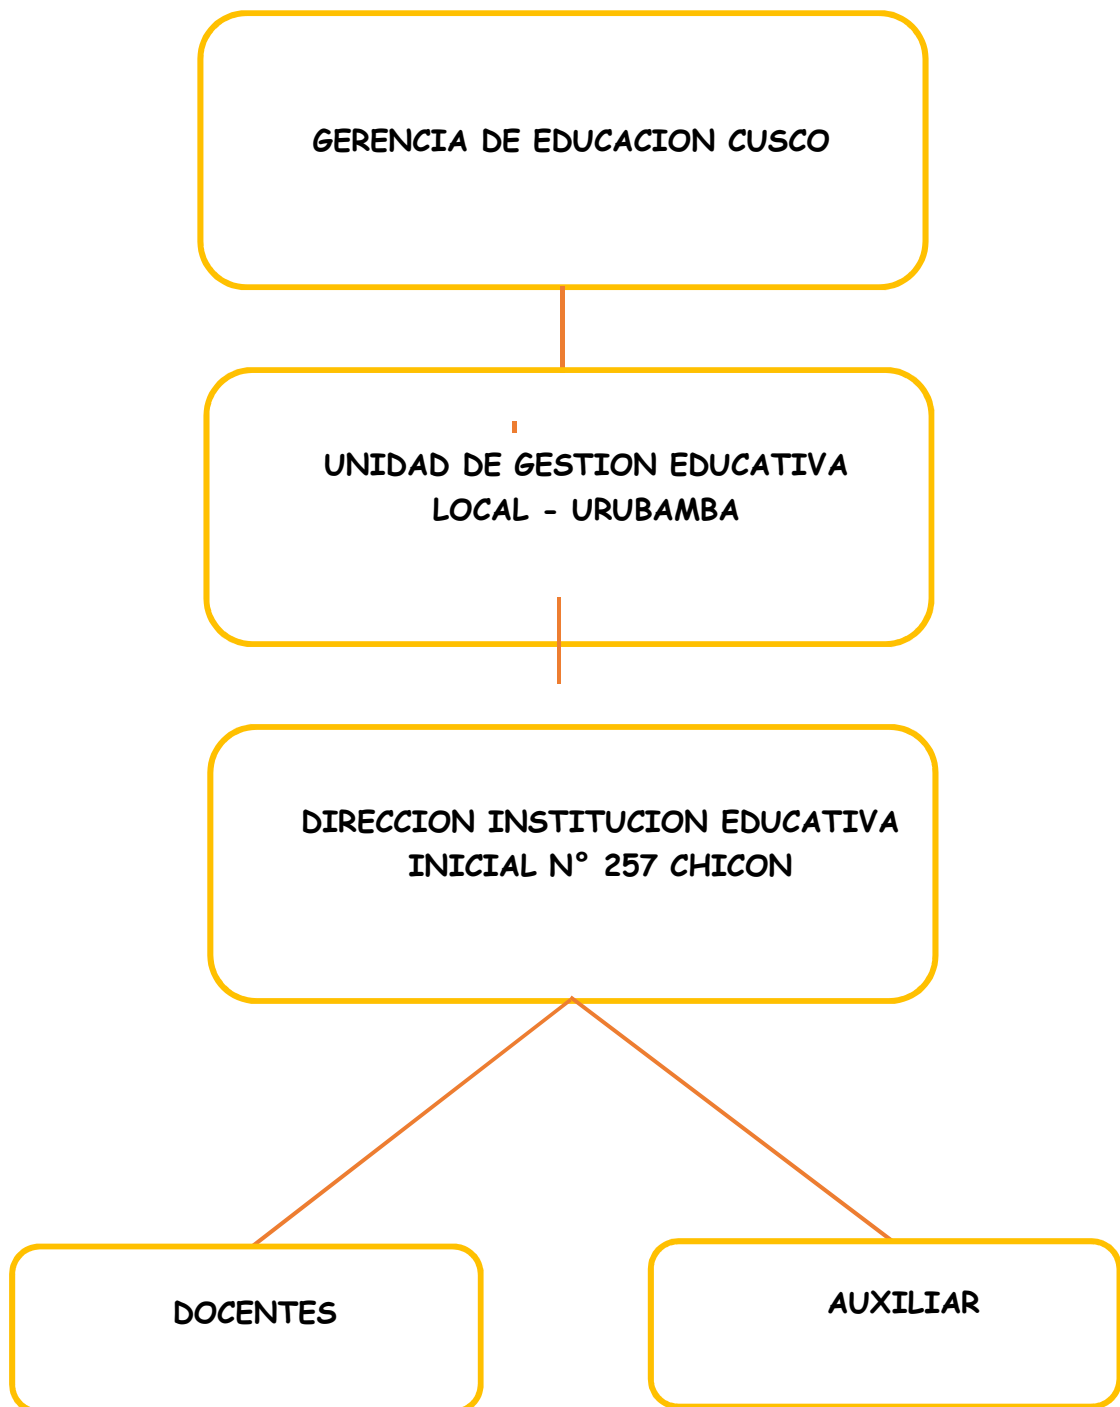 GERENCIA DE EDUCACION CUSCO
UNIDAD DE GESTION EDUCATIVA
LOCAL - URUBAMBA
DIRECCION INSTITUCION EDUCATIVA
INICIAL N° 257 CHICON
DOCENTES
AUXILIAR